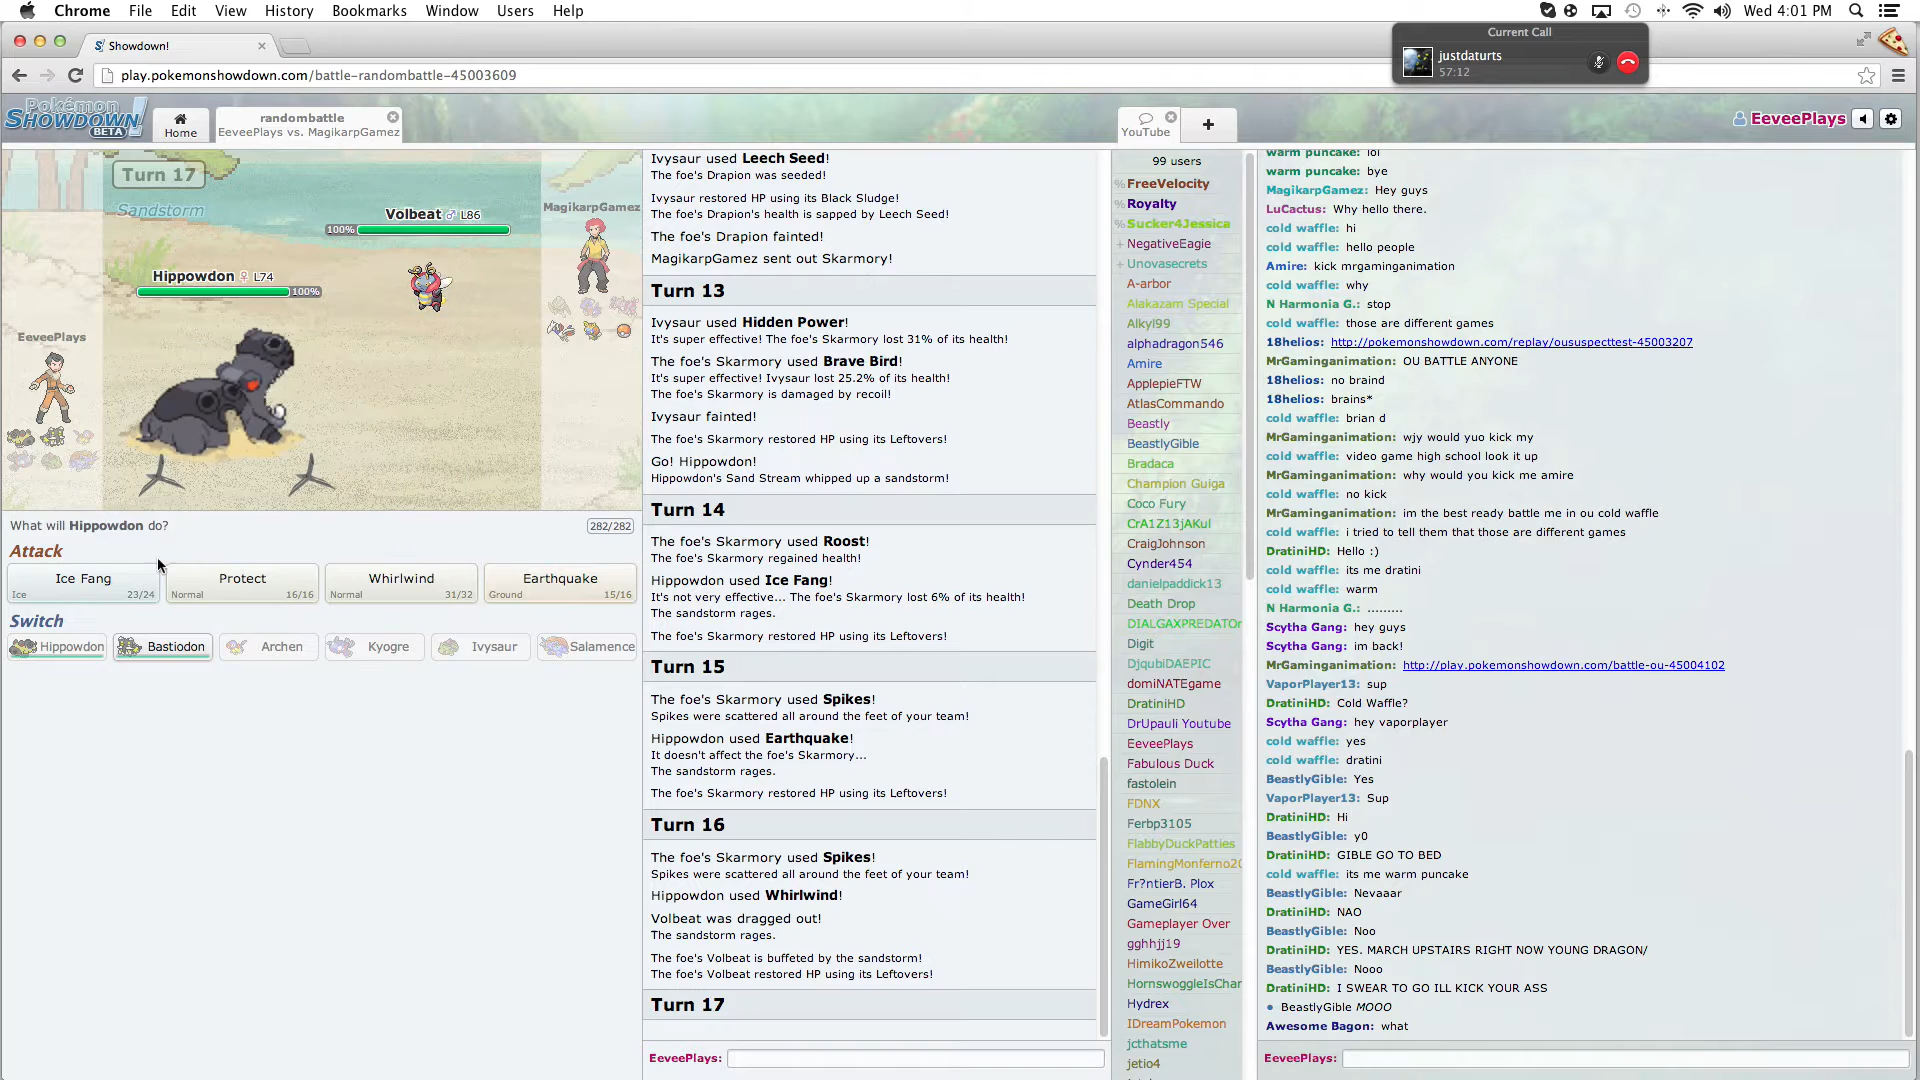 Chrome File Edit View History Bookmarks Window Users Help
Wed 4:01 PM
Showdown!
Current Call
justdaturts
57:12
play.pokemonshowdown.com/battle-randombattle-45003609
Pokémon
SHOWDOWN!
BETA
Home
randombattle
EeveePlays vs. MagikarpGamez
YouTube
+
EeveePlays
Turn 17
Sandstorm
Volbeat ♂ L86
100%
MagikarpGamez
Hippowdon ♀ L74
100%
EeveePlays
What will Hippowdon do?
282/282
Attack
Ice Fang
Ice 23/24
Protect
Normal 16/16
Whirlwind
Normal 31/32
Earthquake
Ground 15/16
Switch
Hippowdon Bastiodon Archen Kyogre Ivysaur Salamence
Ivysaur used Leech Seed!
The foe's Drapion was seeded!
Ivysaur restored HP using its Black Sludge!
The foe's Drapion's health is sapped by Leech Seed!
The foe's Drapion fainted!
MagikarpGamez sent out Skarmory!
Turn 13
Ivysaur used Hidden Power!
It's super effective! The foe's Skarmory lost 31% of its health!
The foe's Skarmory used Brave Bird!
It's super effective! Ivysaur lost 25.2% of its health!
The foe's Skarmory is damaged by recoil!
Ivysaur fainted!
The foe's Skarmory restored HP using its Leftovers!
Go! Hippowdon!
Hippowdon's Sand Stream whipped up a sandstorm!
Turn 14
The foe's Skarmory used Roost!
The foe's Skarmory regained health!
Hippowdon used Ice Fang!
It's not very effective... The foe's Skarmory lost 6% of its health!
The sandstorm rages.
The foe's Skarmory restored HP using its Leftovers!
Turn 15
The foe's Skarmory used Spikes!
Spikes were scattered all around the feet of your team!
Hippowdon used Earthquake!
It doesn't affect the foe's Skarmory...
The sandstorm rages.
The foe's Skarmory restored HP using its Leftovers!
Turn 16
The foe's Skarmory used Spikes!
Spikes were scattered all around the feet of your team!
Hippowdon used Whirlwind!
Volbeat was dragged out!
The sandstorm rages.
The foe's Volbeat is buffeted by the sandstorm!
The foe's Volbeat restored HP using its Leftovers!
Turn 17
EeveePlays:
99 users
%FreeVelocity
%Royalty
%Sucker4Jessica
+NegativeEagie
+Unovasecrets
A-arbor
Alakazam Special
Alkyl99
alphadragon546
Amire
ApplepieFTW
AtlasCommando
Beastly
BeastlyGible
Bradaca
Champion Guiga
Coco Fury
CrA1Z13jAKul
CraigJohnson
Cynder454
danielpaddick13
Death Drop
DIALGAXPREDATO
Digit
DjqubiDAEPIC
domiNATEgame
DratiniHD
DrUpauli Youtube
EeveePlays
Fabulous Duck
fastolein
FDNX
Ferbp3105
FlabbyDuckPatties
FlamingMonferno20
Fr?ntierB. Plox
GameGirl64
Gameplayer Over
gghhjj19
HimikoZweilotte
HornswoggleIsChar
Hydrex
IDreamPokemon
jcthatsme
jetio4
warm puncake: lol
warm puncake: bye
MagikarpGamez: Hey guys
LuCactus: Why hello there.
cold waffle: hi
cold waffle: hello people
Amire: kick mrgaminganimation
cold waffle: why
N Harmonia G.: stop
cold waffle: those are different games
18helios: http://pokemonshowdown.com/replay/oususpecttest-45003207
MrGaminganimation: OU BATTLE ANYONE
18helios: no braind
18helios: brains*
cold waffle: brian d
MrGaminganimation: wjy would yuo kick my
cold waffle: video game high school look it up
MrGaminganimation: why would you kick me amire
cold waffle: no kick
MrGaminganimation: im the best ready battle me in ou cold waffle
cold waffle: i tried to tell them that those are different games
DratiniHD: Hello :)
cold waffle: its me dratini
cold waffle: warm
N Harmonia G.: .........
Scytha Gang: hey guys
Scytha Gang: im back!
MrGaminganimation: http://play.pokemonshowdown.com/battle-ou-45004102
VaporPlayer13: sup
DratiniHD: Cold Waffle?
Scytha Gang: hey vaporplayer
cold waffle: yes
cold waffle: dratini
BeastlyGible: Yes
VaporPlayer13: Sup
DratiniHD: Hi
BeastlyGible: y0
DratiniHD: GIBLE GO TO BED
cold waffle: its me warm puncake
BeastlyGible: Nevaaar
DratiniHD: NAO
BeastlyGible: Noo
DratiniHD: YES. MARCH UPSTAIRS RIGHT NOW YOUNG DRAGON/
BeastlyGible: Nooo
DratiniHD: I SWEAR TO GO ILL KICK YOUR ASS
• BeastlyGible MOOO
Awesome Bagon: what
EeveePlays: